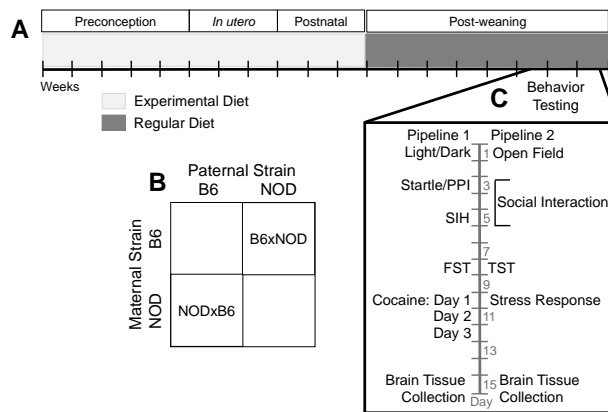 A
Preconception
In utero
Postnatal
Post-weaning
Weeks
Experimental Diet
Regular Diet
C
Behavior
Testing
B
Paternal Strain
B6
NOD
Maternal Strain
B6
NOD
B6xNOD
NODxB6
Pipeline 1
Pipeline 2
Light/Dark
1
Open Field
Startle/PPI
3
Social Interaction
SIH
5
7
FST
TST
9
Cocaine: Day 1
Stress Response
Day 2
11
Day 3
13
Brain Tissue
Collection
15
Brain Tissue
Collection
Day